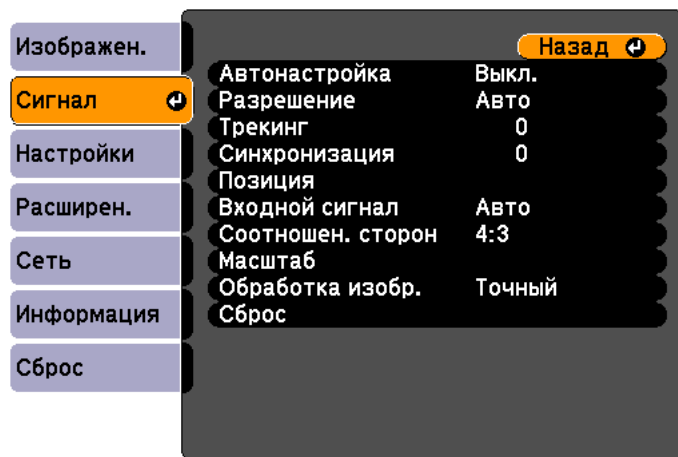 Изображен.
Сигнал
Настройки
Расширен.
Сеть
Информация
Сброс
Назад
Автонастройка Выкл.
Разрешение Авто
Трекинг 0
Синхронизация 0
Позиция
Входной сигнал Авто
Соотношен. сторон 4:3
Масштаб
Обработка изобр. Точный
Сброс